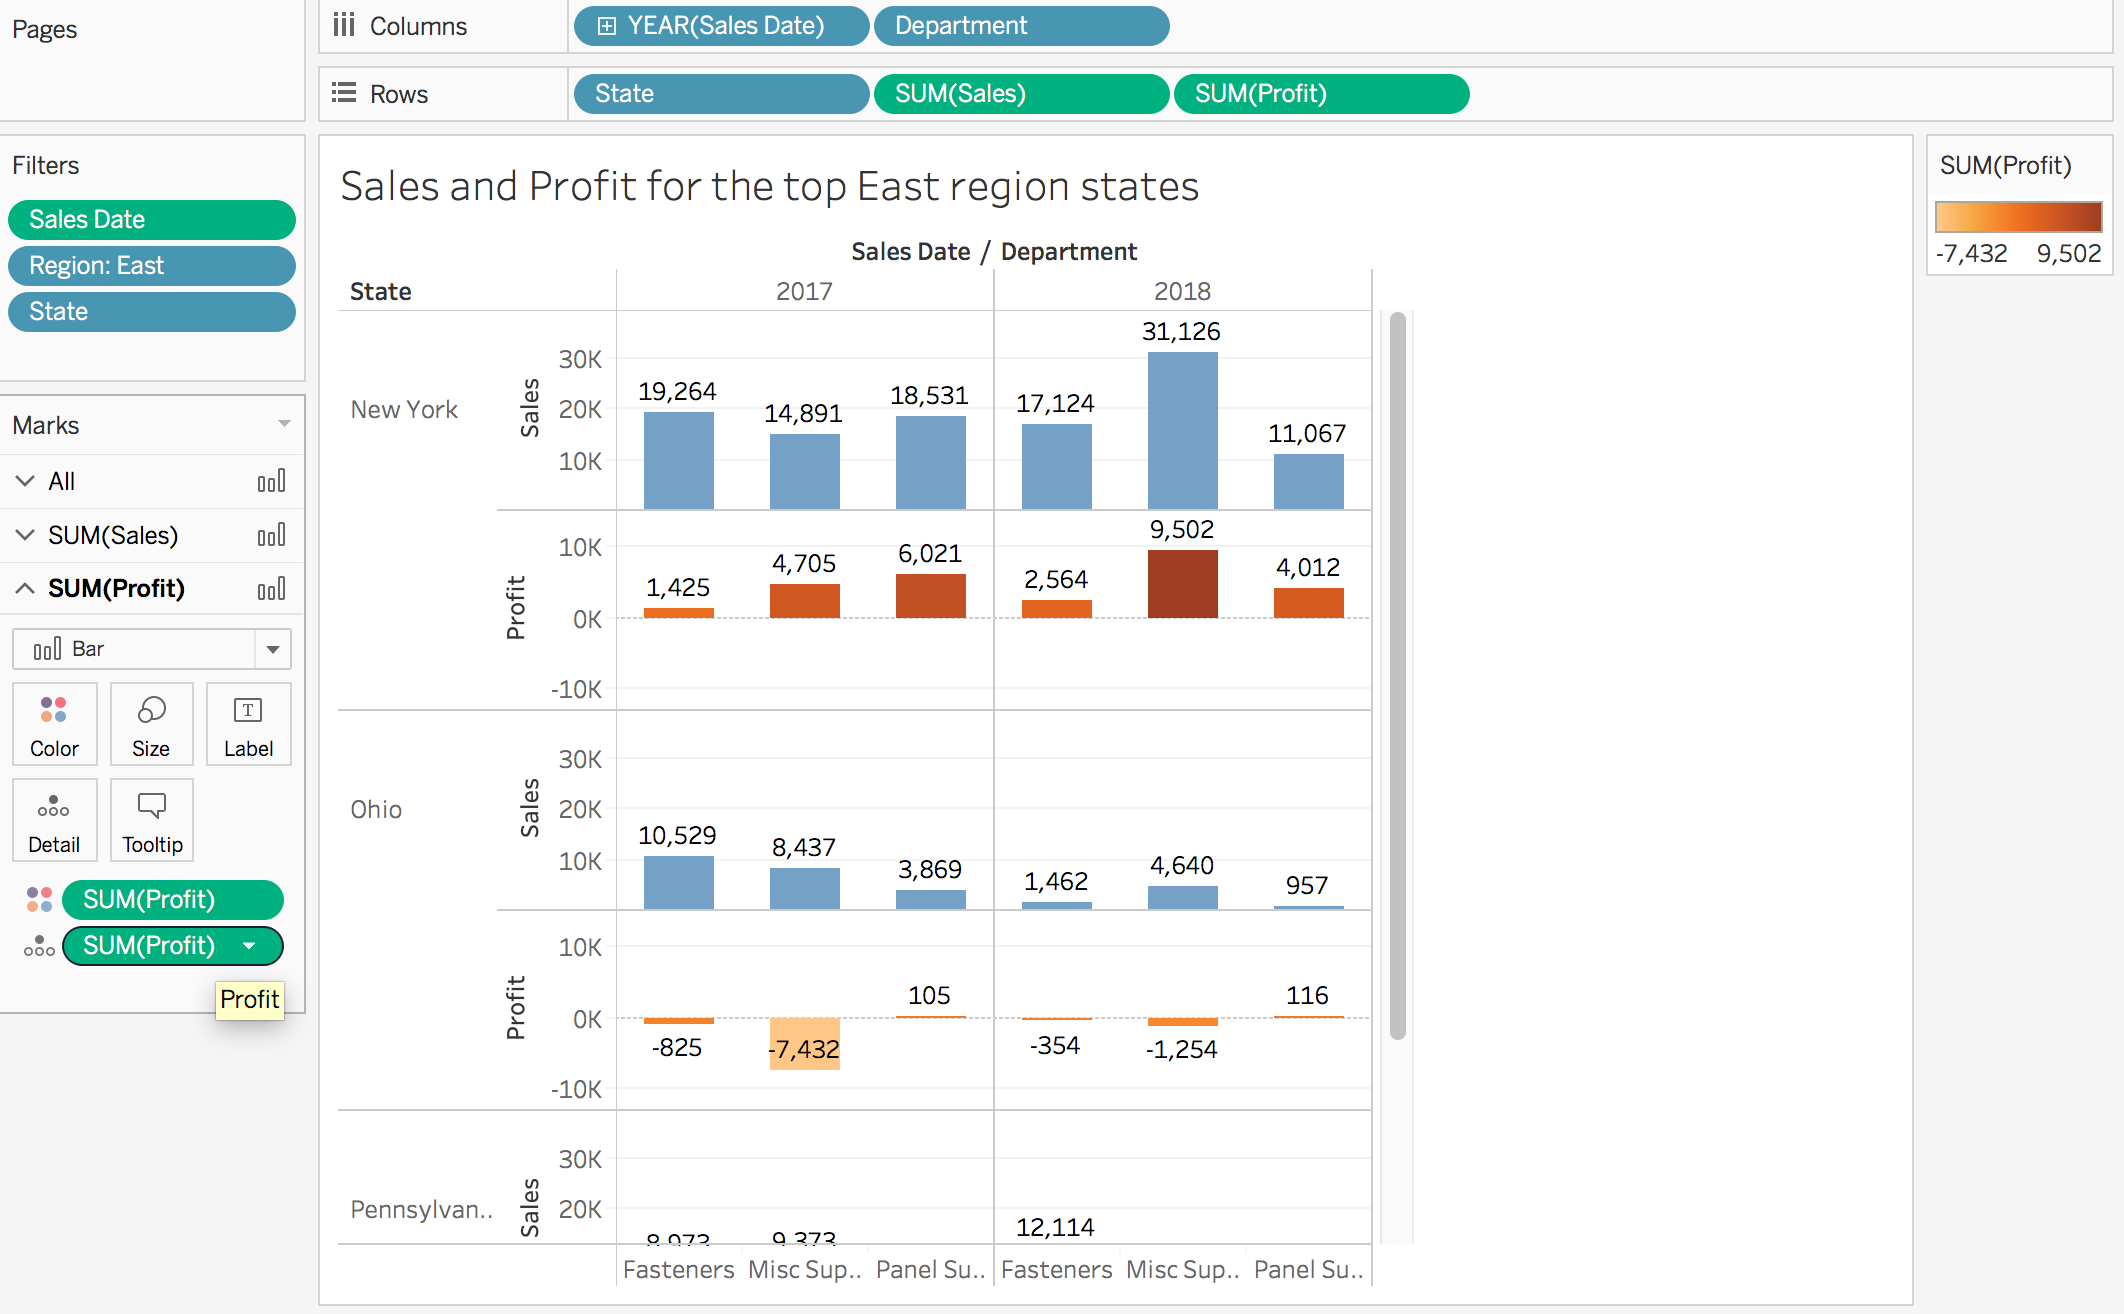 Pages
Columns
YEAR(Sales Date)
Department
Rows
State
SUM(Sales)
SUM(Profit)
Filters
Sales Date
Region: East
State
Marks
All
SUM(Sales)
SUM(Profit)
Bar
Color
Size
Label
Detail
Tooltip
SUM(Profit)
SUM(Profit)
Profit
Sales and Profit for the top East region states
Sales Date / Department
State
2017
2018
New York
Sales
30K
20K
10K
19,264
14,891
18,531
17,124
31,126
11,067
Profit
10K
0K
-10K
1,425
4,705
6,021
2,564
9,502
4,012
Ohio
Sales
30K
20K
10K
10,529
8,437
3,869
1,462
4,640
957
Profit
10K
0K
-10K
-825
-7,432
105
-354
-1,254
116
Pennsylvan..
Sales
30K
20K
8,973
9,373
12,114
Fasteners
Misc Sup..
Panel Su..
Fasteners
Misc Sup..
Panel Su..
SUM(Profit)
-7,432
9,502